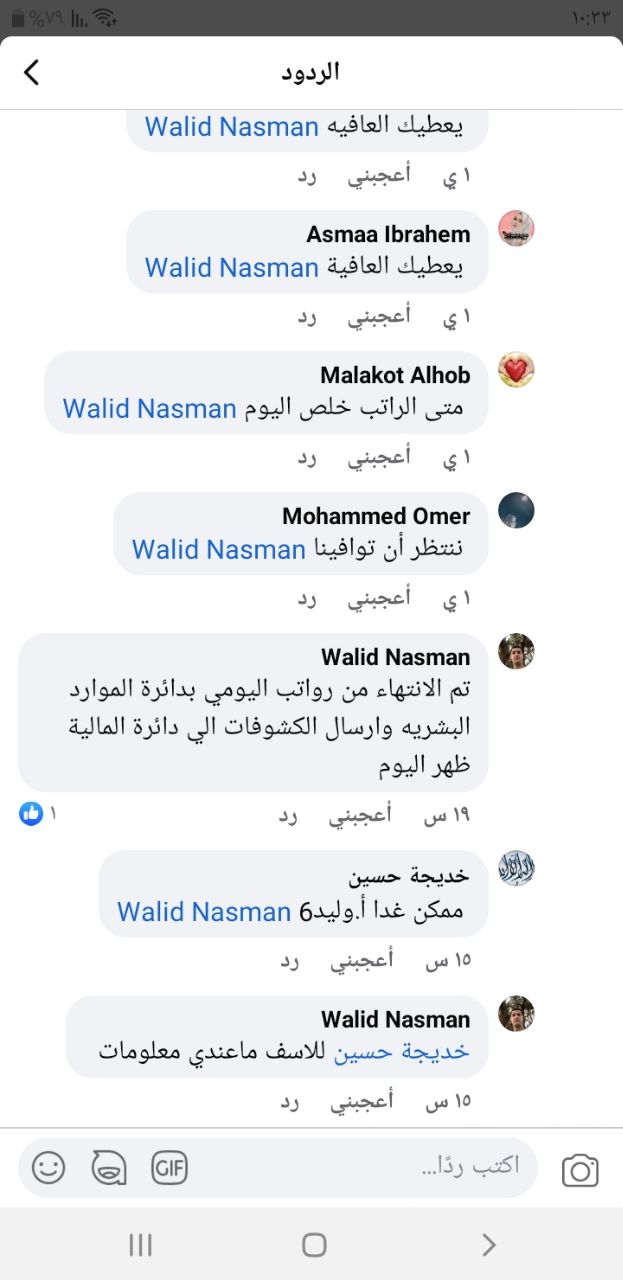 ١٠:٣٣ %٧٩
الردود
Walid Nasman يعطيك العافيه
١ ي أعجبني رد
Asmaa Ibrahem
Walid Nasman يعطيك العافية
١ ي أعجبني رد
Malakot Alhob
Walid Nasman متى الراتب خلص اليوم
١ ي أعجبني رد
Mohammed Omer
Walid Nasman ننتظر أن توافينا
١ ي أعجبني رد
Walid Nasman
تم الانتهاء من رواتب اليومي بدائرة الموارد
البشريه وارسال الكشوفات الي دائرة المالية
ظهر اليوم
١٩ س أعجبني رد ١
خديجة حسين
Walid Nasman ممكن غدا أ.وليد6
١٥ س أعجبني رد
Walid Nasman
خديجة حسين للاسف ماعندي معلومات
١٥ س أعجبني رد
اكتب ردًا...
GIF